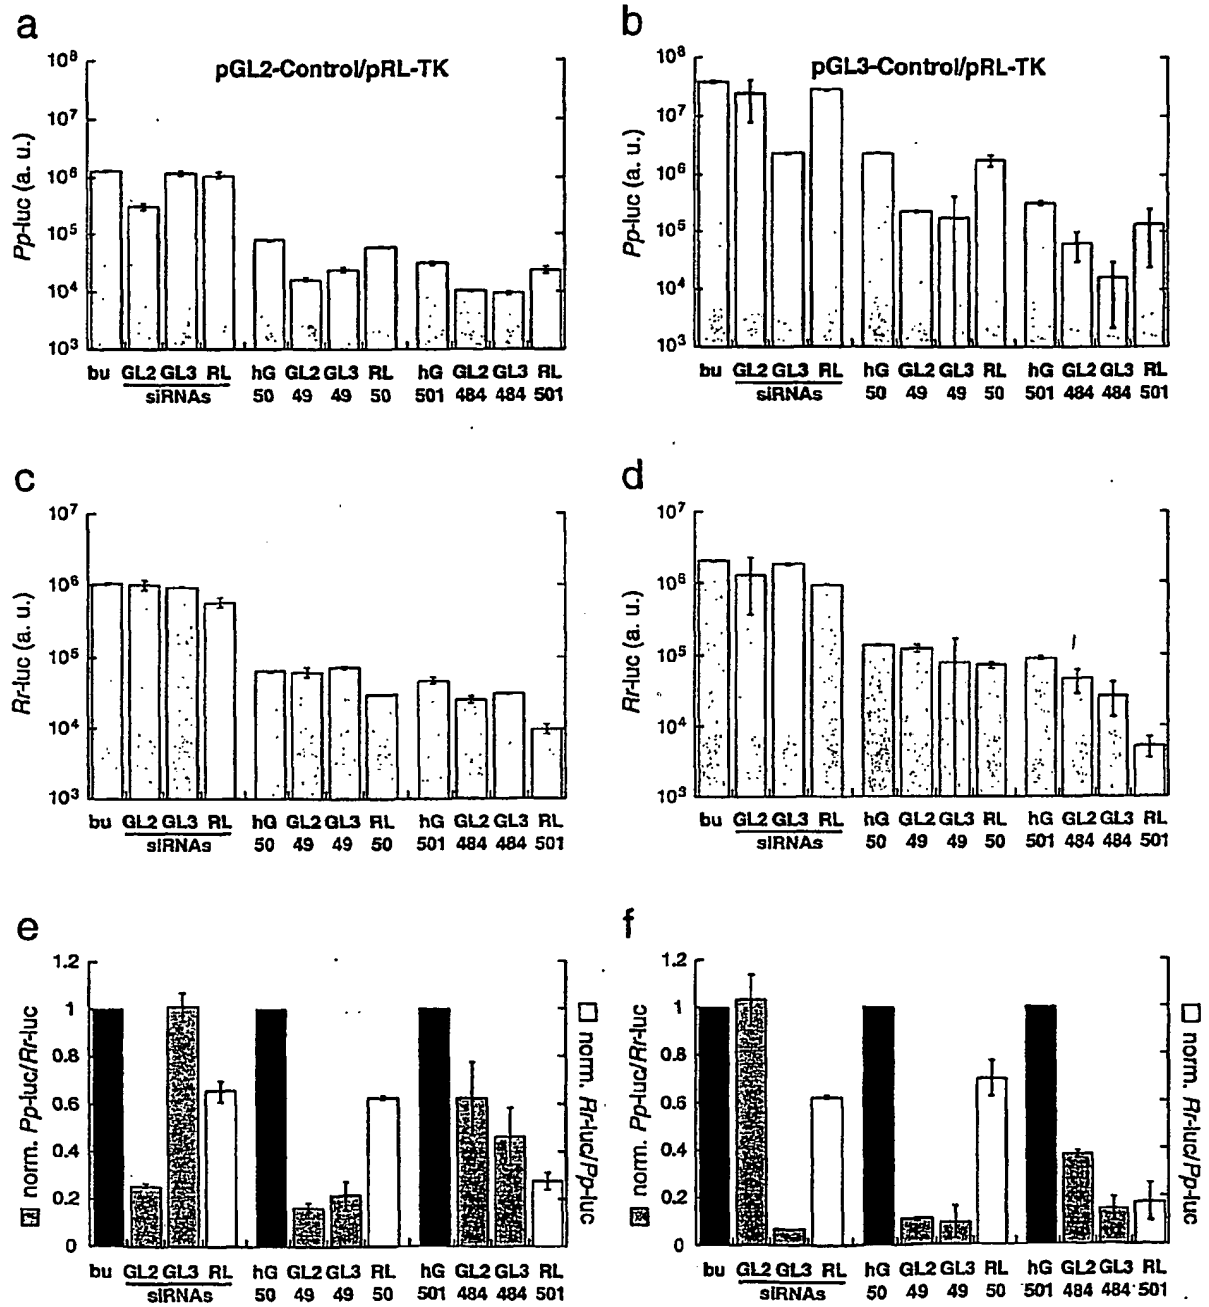 a
pGL2-Control/pRL-TK
10⁸
10⁷
10⁶
10⁵
10⁴
10³
Pp-luc (a. u.)
bu GL2 GL3 RL hG GL2 GL3 RL hG GL2 GL3 RL
siRNAs 50 49 49 50 501 484 484 501
b
pGL3-Control/pRL-TK
10⁸
10⁷
10⁶
10⁵
10⁴
10³
Pp-luc (a. u.)
bu GL2 GL3 RL hG GL2 GL3 RL hG GL2 GL3 RL
siRNAs 50 49 49 50 501 484 484 501
c
10⁷
10⁶
10⁵
10⁴
10³
Rr-luc (a. u.)
bu GL2 GL3 RL hG GL2 GL3 RL hG GL2 GL3 RL
siRNAs 50 49 49 50 501 484 484 501
d
10⁷
10⁶
10⁵
10⁴
10³
Rr-luc (a. u.)
bu GL2 GL3 RL hG GL2 GL3 RL hG GL2 GL3 RL
siRNAs 50 49 49 50 501 484 484 501
e
1.2
1
0.8
0.6
0.4
0.2
0
norm. Pp-luc/Rr-luc
norm. Rr-luc/Pp-luc
bu GL2 GL3 RL hG GL2 GL3 RL hG GL2 GL3 RL
siRNAs 50 49 49 50 501 484 484 501
f
1.2
1
0.8
0.6
0.4
0.2
0
norm. Pp-luc/Rr-luc
norm. Rr-luc/Pp-luc
bu GL2 GL3 RL hG GL2 GL3 RL hG GL2 GL3 RL
siRNAs 50 49 49 50 501 484 484 501